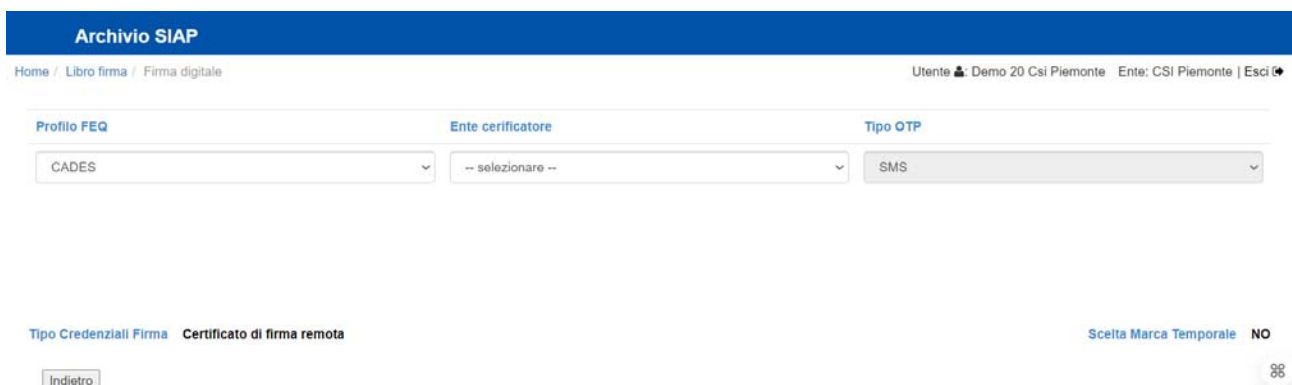 Archivio SIAP
Home / Libro firma / Firma digitale
Utente : Demo 20 Csi Piemonte Ente: CSI Piemonte | Esci
Profilo FEQ Ente cerificatore Tipo OTP
CADES -- selezionare -- SMS
Tipo Credenziali Firma Certificato di firma remota Scelta Marca Temporale NO
Indietro